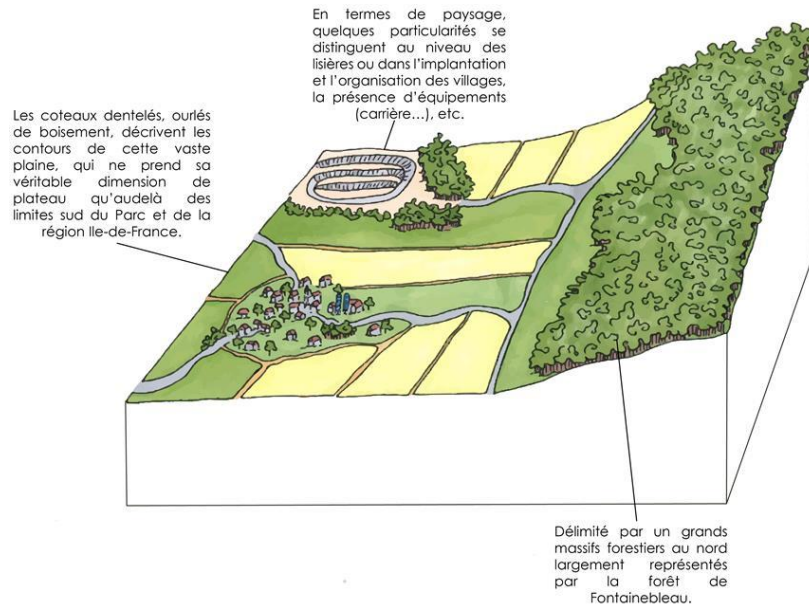 En termes de paysage,
quelques particularités se
distinguent au niveau des
lisières ou dans l'implantation
et l'organisation des villages,
la présence d'équipements
(carrière...), etc.
Les coteaux dentelés, ourlés
de boisement, décrivent les
contours de cette vaste
plaine, qui ne prend sa
véritable dimension de
plateau qu'audelà des
limites sud du Parc et de la
région Ile-de-France.
Délimité par un grands
massifs forestiers au nord
largement représentés
par la forêt de
Fontainebleau.